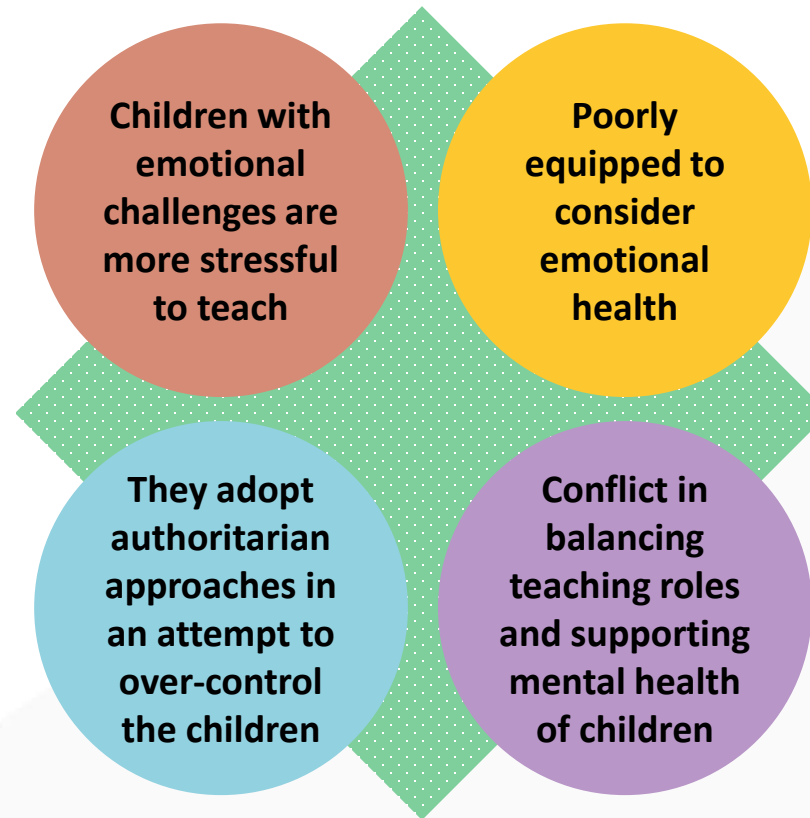 Children with
emotional
challenges are
more stressful
to teach
Poorly
equipped to
consider
emotional
health
They adopt
authoritarian
approaches in
an attempt to
over-control
the children
Conflict in
balancing
teaching roles
and supporting
mental health
of children